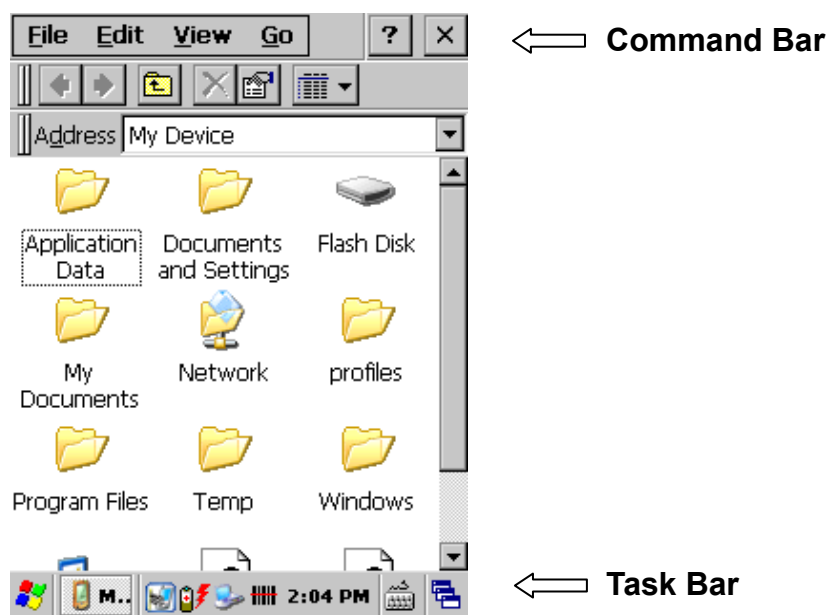 File Edit View Go ? ×
Command Bar
Address My Device
Application Data
Documents and Settings
Flash Disk
My Documents
Network
profiles
Program Files
Temp
Windows
M.. 2:04 PM
Task Bar